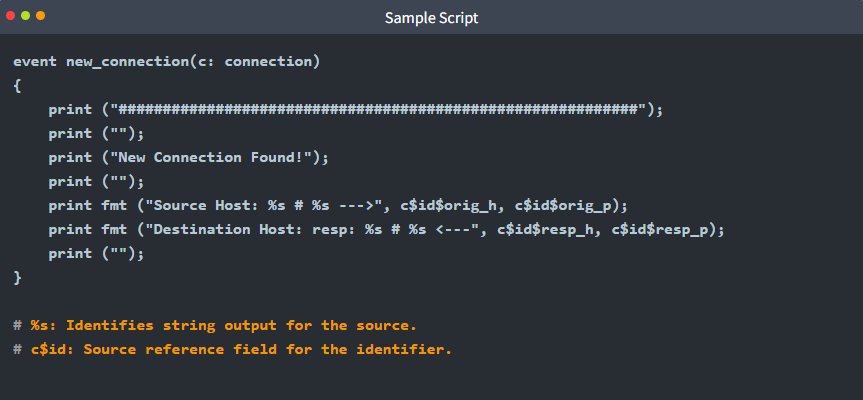 Sample Script
event new_connection(c: connection)
{
    print ("###########################################################");
    print ("");
    print ("New Connection Found!");
    print ("");
    print fmt ("Source Host: %s # %s --->", c$id$orig_h, c$id$orig_p);
    print fmt ("Destination Host: resp: %s # %s <---", c$id$resp_h, c$id$resp_p);
    print ("");
}
# %s: Identifies string output for the source.
# c$id: Source reference field for the identifier.